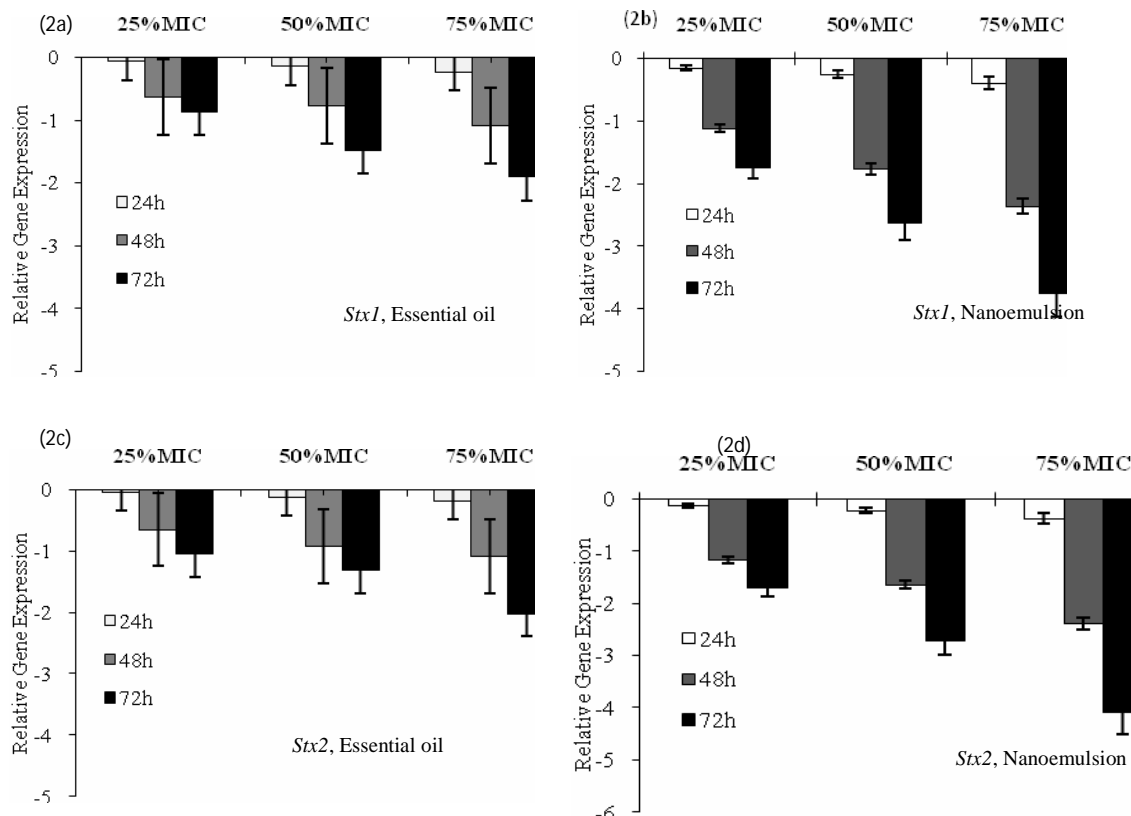 (2a)
25%MIC 50%MIC 75%MIC
0
-1
-2
-3
-4
-5
Relative Gene Expression
24h
48h
72h
Stx1, Essential oil
(2b)
25%MIC 50%MIC 75%MIC
0
-1
-2
-3
-4
-5
Relative Gene Expression
24h
48h
72h
Stx1, Nanoemulsion
(2c)
25%MIC 50%MIC 75%MIC
0
-1
-2
-3
-4
-5
Relative Gene Expression
24h
48h
72h
Stx2, Essential oil
(2d)
25%MIC 50%MIC 75%MIC
0
-1
-2
-3
-4
-5
-6
Relative Gene Expression
24h
48h
72h
Stx2, Nanoemulsion